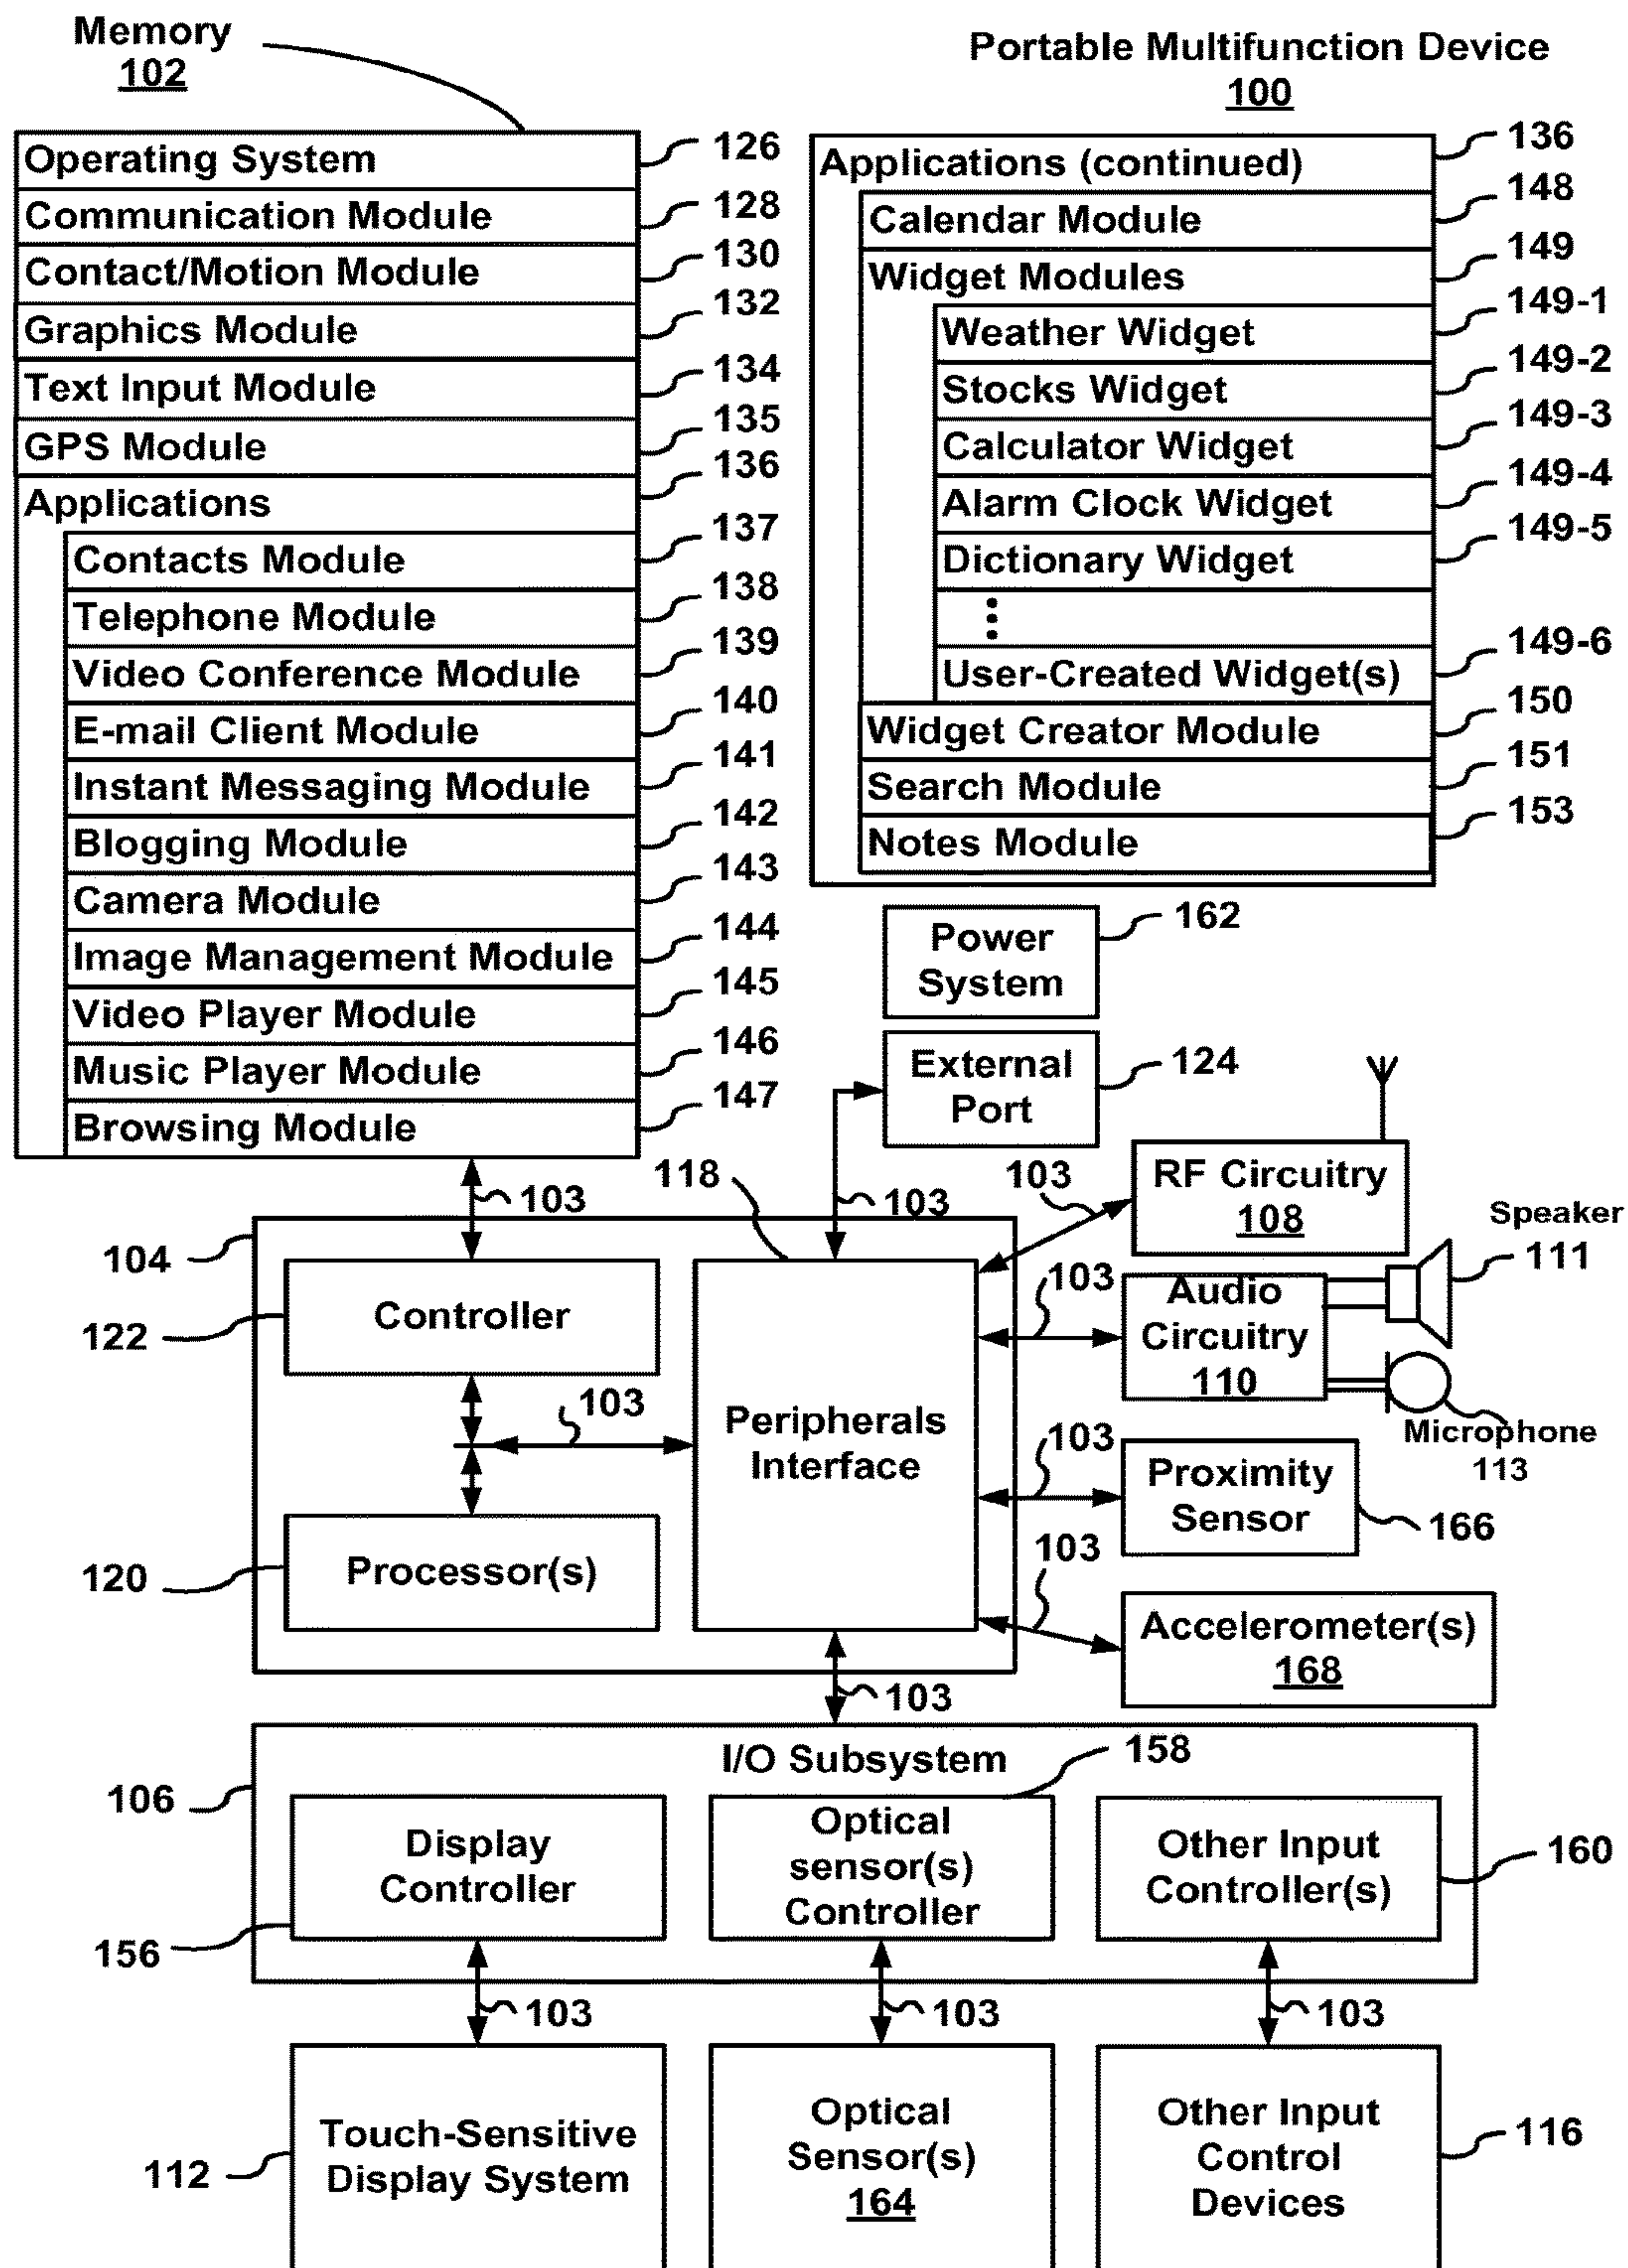 Memory
102
Portable Multifunction Device
100
Operating System
126
Communication Module
128
Contact/Motion Module
130
Graphics Module
132
Text Input Module
134
GPS Module
135
Applications
136
Contacts Module
137
Telephone Module
138
Video Conference Module
139
E-mail Client Module
140
Instant Messaging Module
141
Blogging Module
142
Camera Module
143
Image Management Module
144
Video Player Module
145
Music Player Module
146
Browsing Module
147
Applications (continued)
136
Calendar Module
148
Widget Modules
149
Weather Widget
149-1
Stocks Widget
149-2
Calculator Widget
149-3
Alarm Clock Widget
149-4
Dictionary Widget
149-5
User-Created Widget(s)
149-6
Widget Creator Module
150
Search Module
151
Notes Module
153
Power
System
162
External
Port
124
103
118
103
103
RF Circuitry
108
Speaker
111
104
Controller
122
103
Audio
Circuitry
110
103
Peripherals
Interface
Microphone
113
103
Proximity
Sensor
166
Processor(s)
120
103
Accelerometer(s)
168
103
I/O Subsystem
158
106
Display
Controller
156
Optical
sensor(s)
Controller
Other Input
Controller(s)
160
103
103
103
Touch-Sensitive
Display System
112
Optical
Sensor(s)
164
Other Input
Control
Devices
116